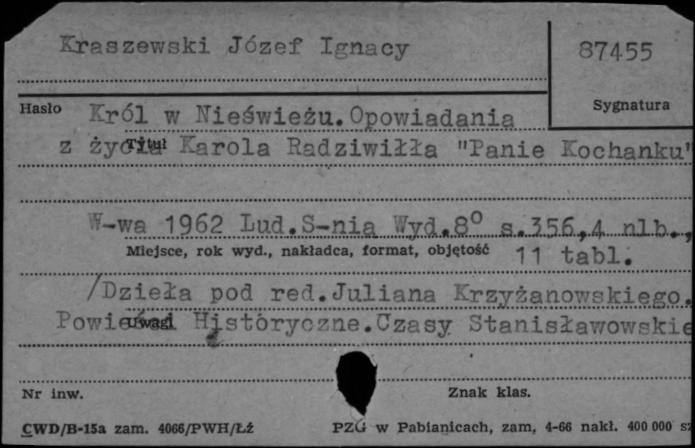 Kraszewski Józef Ignacy
87455
Hasło
Sygnatura
Król w Nieświeżu.Opowiadania
Tytuł
z życia Karola Radziwiłła "Panie Kochanku"
W-wa 1962 Lud.S-nia Wyd.8° s.356,4 nlb.,
Miejsce, rok wyd., nakładca, format, objętość
11 tabl.
/Dzieła pod red.Juliana Krzyżanowskiego.
Uwagi
Powieści Historyczne.Czasy Stanisławowskie
Nr inw.
Znak klas.
CWD/B-15a zam. 4066/PWH/Łź
PZG w Pabianicach, zam, 4-66 nakł. 400 000 sz